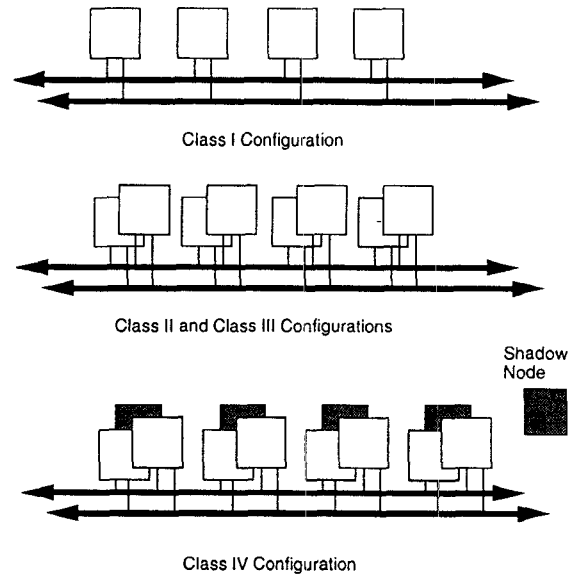 Class I Configuration
Class II and Class III Configurations
Shadow
Node
Class IV Configuration